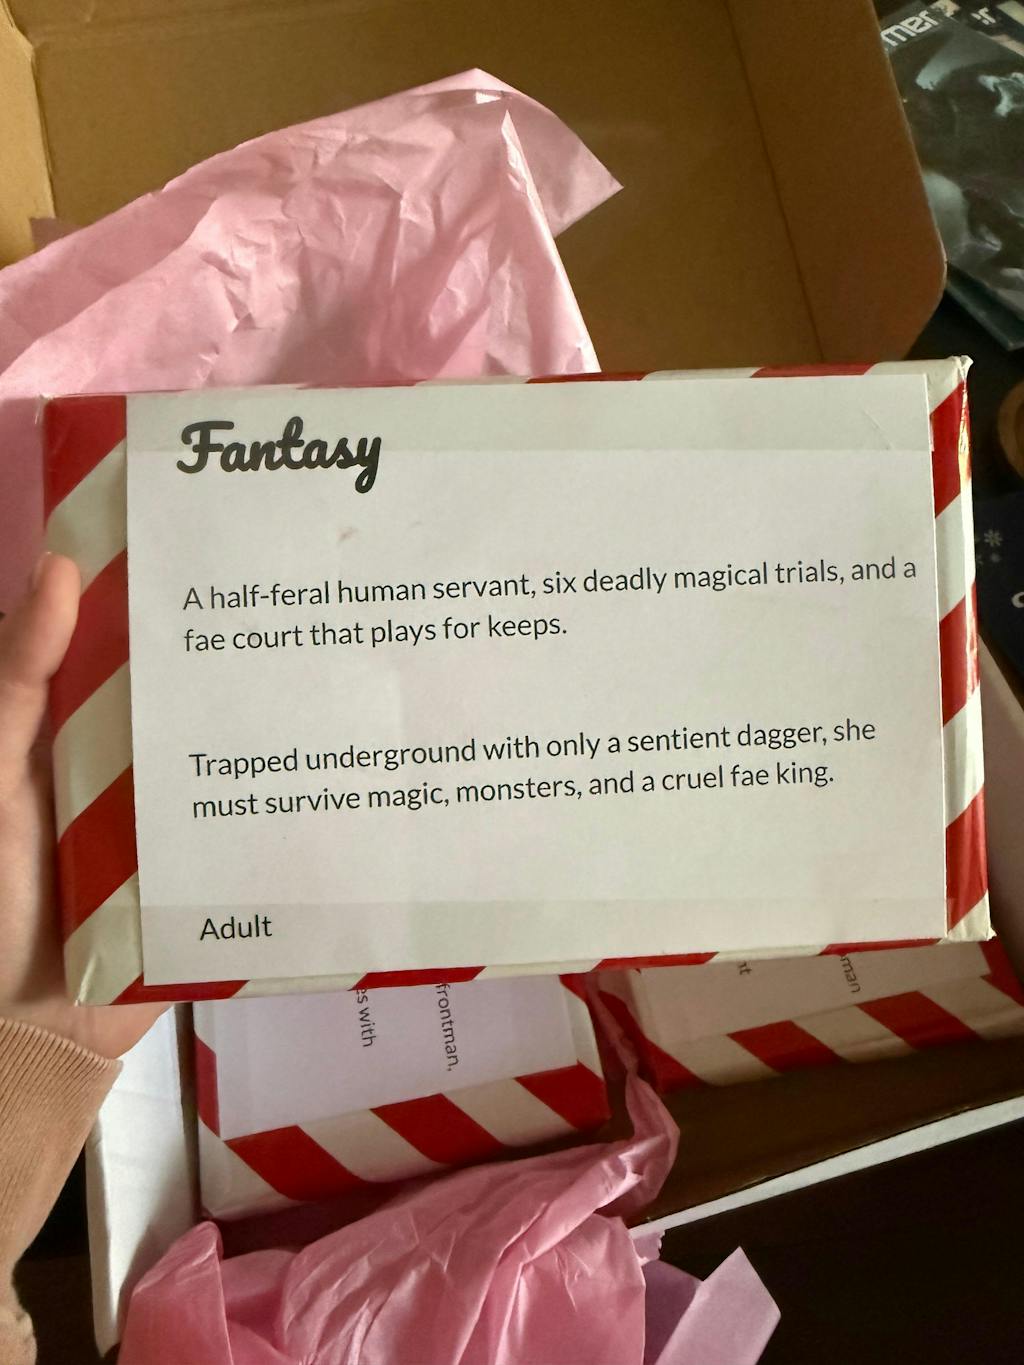 Fantasy
A half-feral human servant, six deadly magical trials, and a
fae court that plays for keeps.
Trapped underground with only a sentient dagger, she
must survive magic, monsters, and a cruel fae king.
Adult
with
frontman,